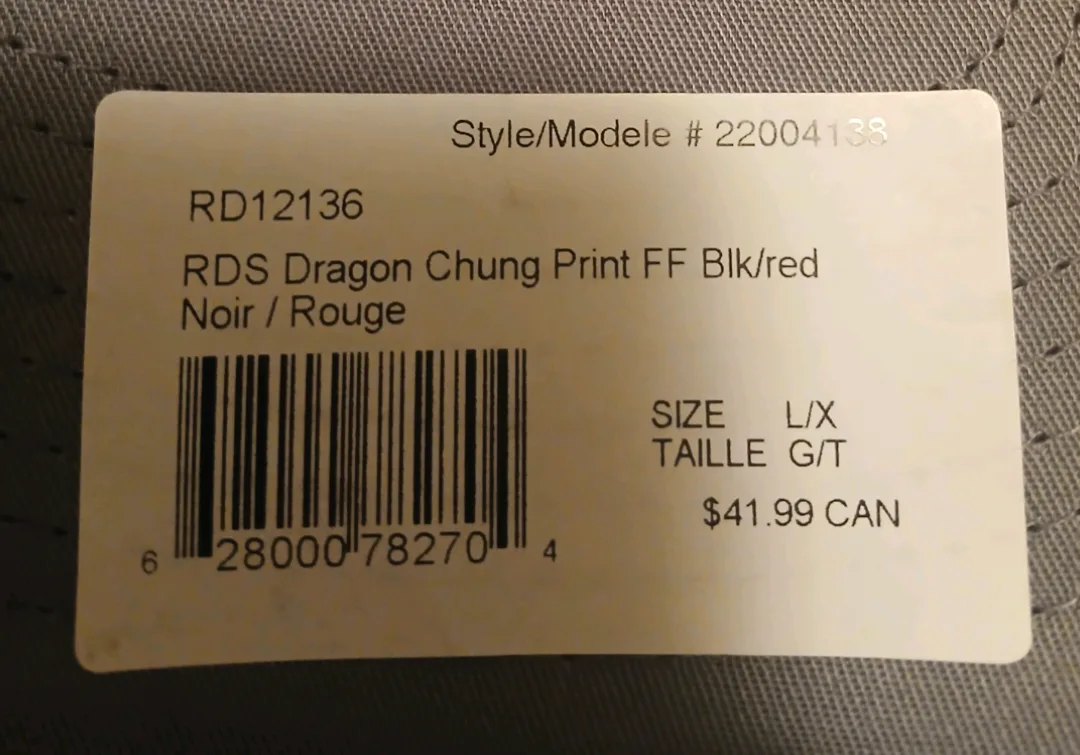 Style/Modele # 22004138
RD12136
RDS Dragon Chung Print FF Blk/red
Noir / Rouge
SIZE L/X
TAILLE G/T
$41.99 CAN
6 28000 78270 4